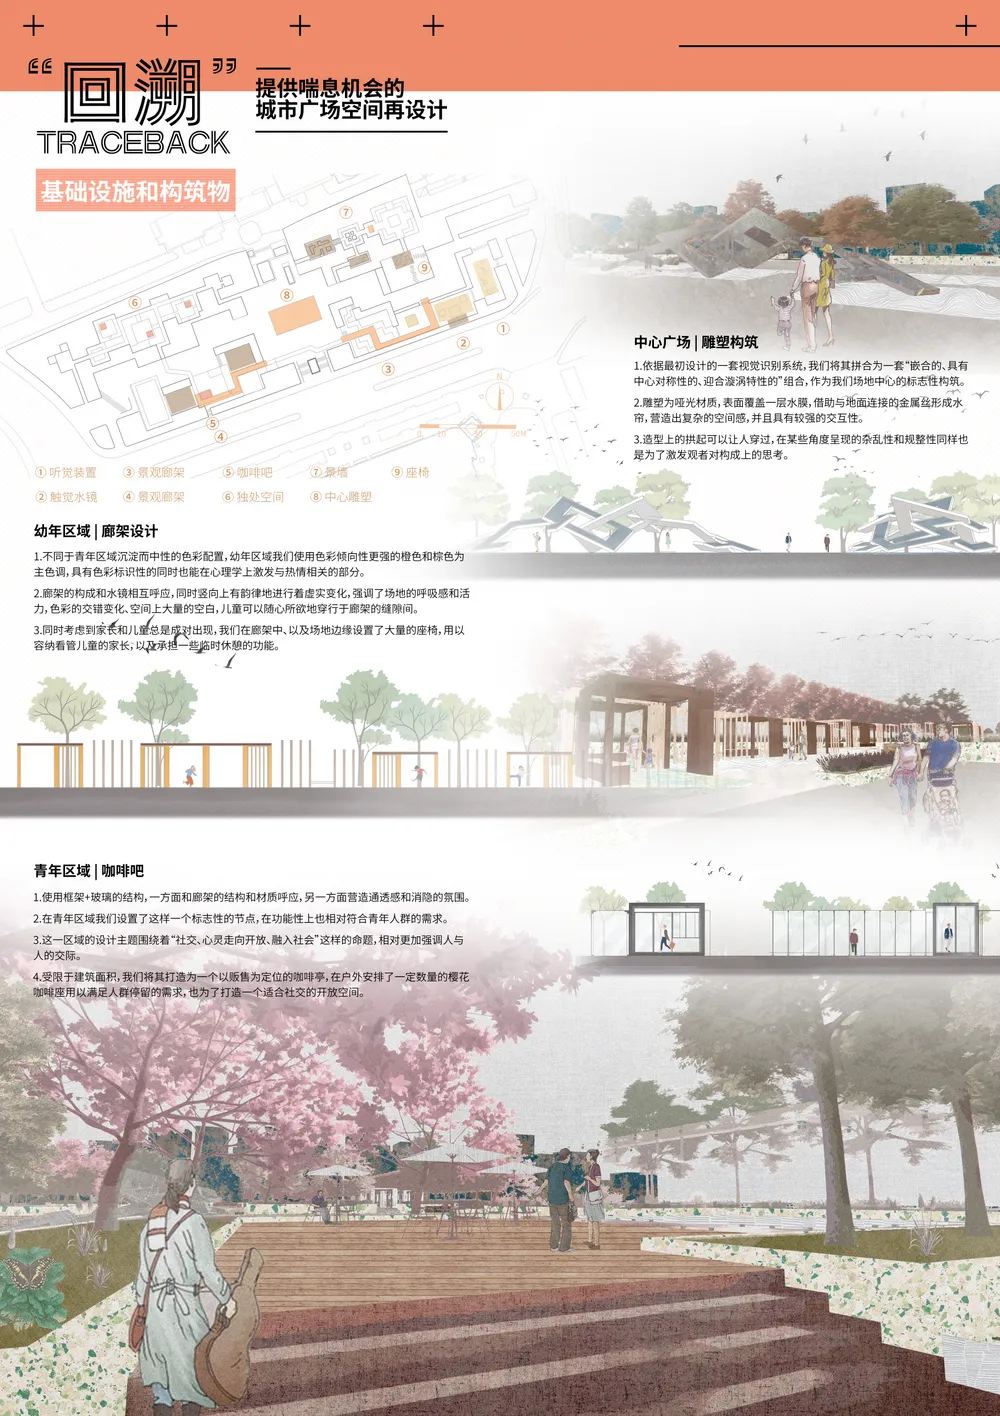 “回溯”
TRACEBACK
提供喘息机会的
城市广场空间再设计
基础设施和构筑物
⑦
⑨
⑥
⑧
①
②
③
⑤
④
N
0 10 30 50M
①听觉装置 ③景观廊架 ⑤咖啡吧 ⑦景墙 ⑨座椅
②触觉水镜 ④景观廊架 ⑥独处空间 ⑧中心雕塑
中心广场 | 雕塑构筑
1.依据最初设计的一套视觉识别系统,我们将其拼合为一套“嵌合的、具有
中心对称性的、迎合漩涡特性的”组合,作为我们场地中心的标志性构筑。
2.雕塑为哑光材质,表面覆盖一层水膜,借助与地面连接的金属丝形成水
帘,营造出复杂的空间感,并且具有较强的交互性。
3.造型上的拱起可以让人穿过,在某些角度呈现的杂乱性和规整性同样也
是为了激发观者对构成上的思考。
幼年区域 | 廊架设计
1.不同于青年区域沉淀而中性的色彩配置,幼年区域我们使用色彩倾向性更强的橙色和棕色为
主色调,具有色彩标识性的同时也能在心理学上激发与热情相关的部分。
2.廊架的构成和水镜相互呼应,同时竖向上有韵律地进行着虚实变化,强调了场地的呼吸感和活
力,色彩的交错变化、空间上大量的空白,儿童可以随心所欲地穿行于廊架的缝隙间。
3.同时考虑到家长和儿童总是成对出现,我们在廊架中、以及场地边缘设置了大量的座椅,用以
容纳看管儿童的家长,以及承担一些临时休憩的功能。
青年区域 | 咖啡吧
1.使用框架+玻璃的结构,一方面和廊架的结构和材质呼应,另一方面营造通透感和消隐的氛围。
2.在青年区域我们设置了这样一个标志性的节点,在功能性上也相对符合青年人群的需求。
3.这一区域的设计主题围绕着“社交、心灵走向开放、融入社会”这样的命题,相对更加强调人与
人的交际。
4.受限于建筑面积,我们将其打造为一个以贩售为定位的咖啡亭,在户外安排了一定数量的樱花
咖啡座用以满足人群停留的需求,也为了打造一个适合社交的开放空间。